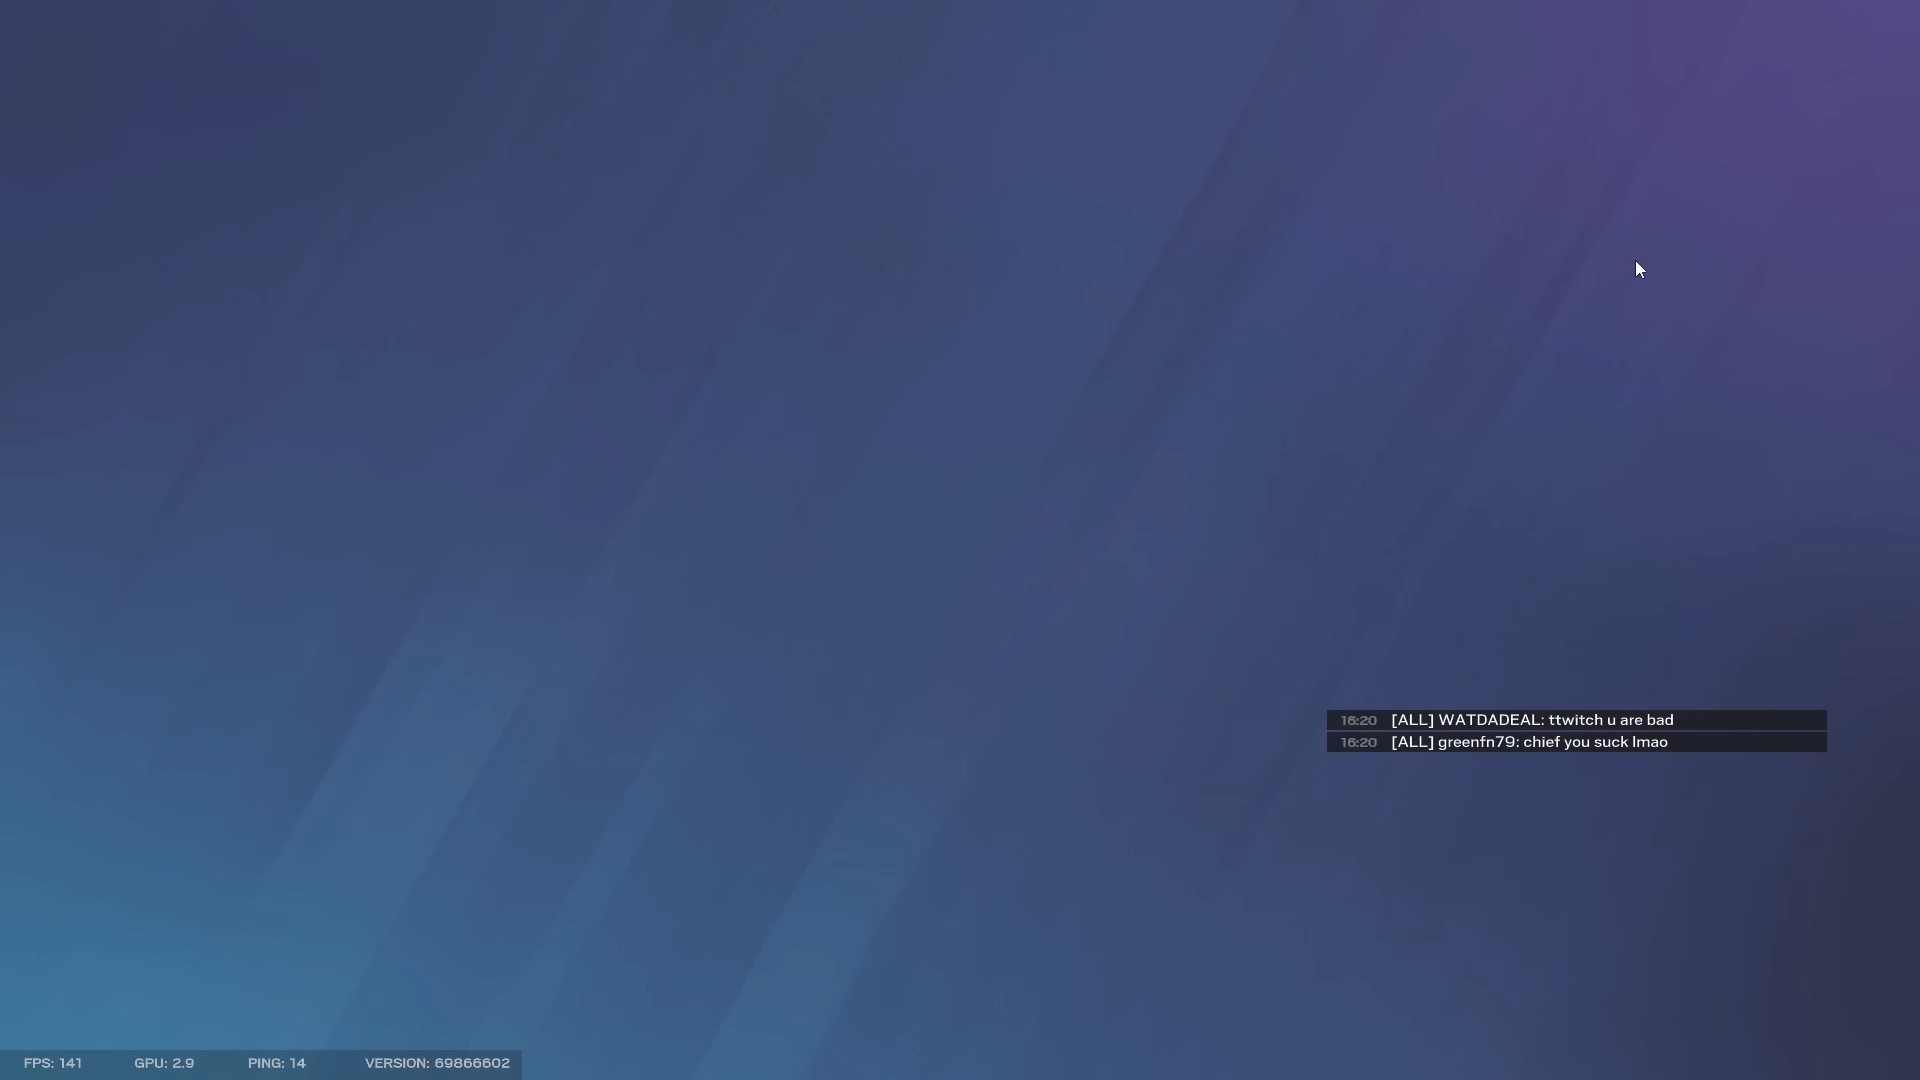 16:20 [ALL] WATDADEAL: ttwitch u are bad
16:20 [ALL] greenfn79: chief you suck lmao
FPS: 141 GPU: 2.9 PING: 14 VERSION: 69866602